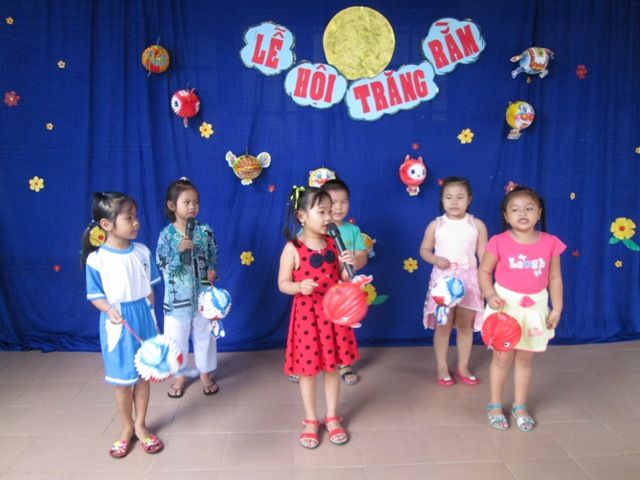 LỄ HỘI TRĂNG RẰM
Laugh